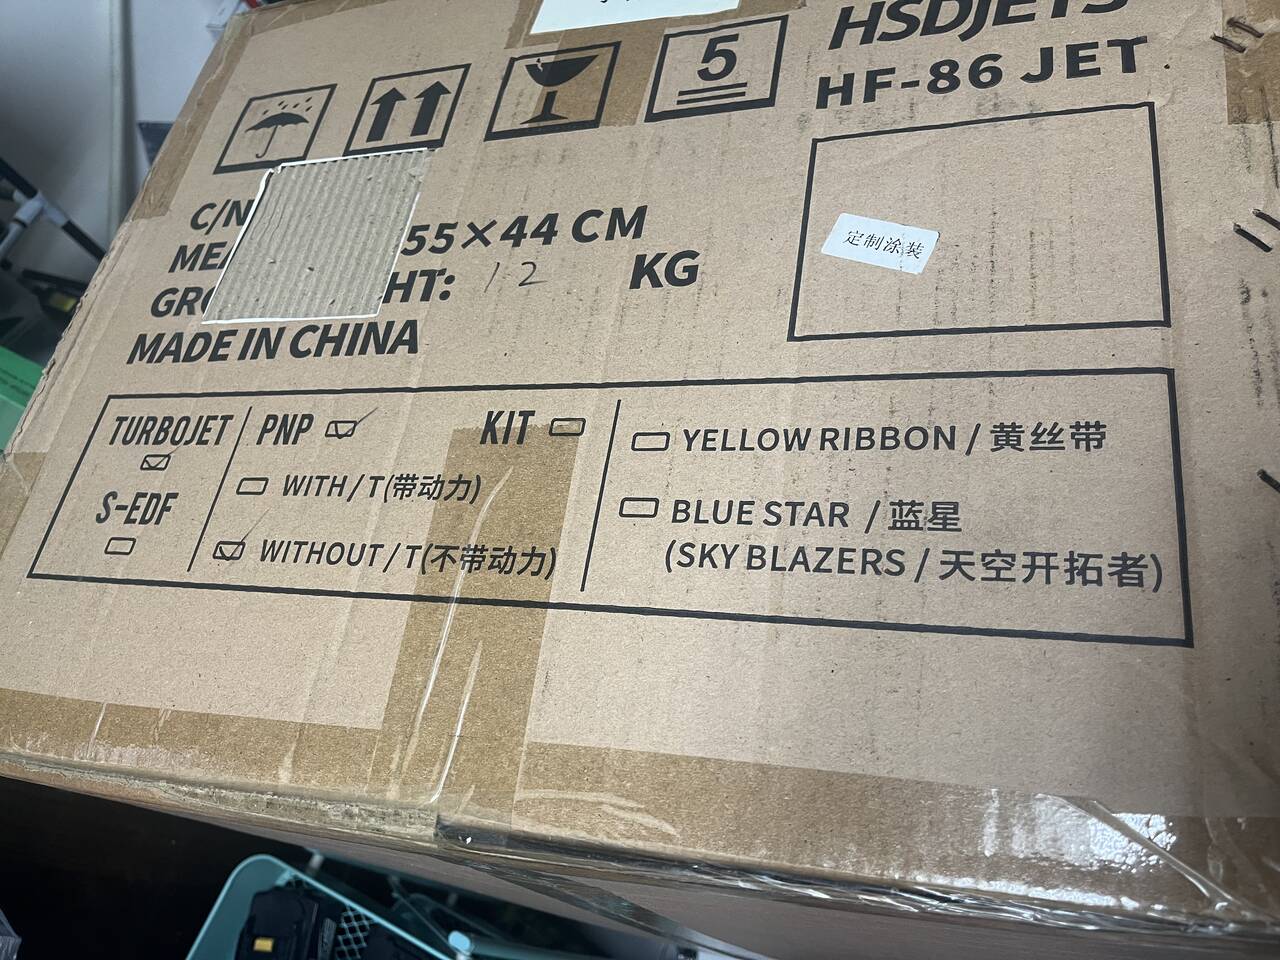 5
HSDJETS
HF-86 JET
定制涂装
C/N
MEA 55×44 CM
GRO HT: 12 KG
MADE IN CHINA
TURBOJET
S-EDF
PNP KIT
WITH / T(带动力)
WITHOUT / T(不带动力)
YELLOW RIBBON / 黄丝带
BLUE STAR / 蓝星
(SKY BLAZERS / 天空开拓者)